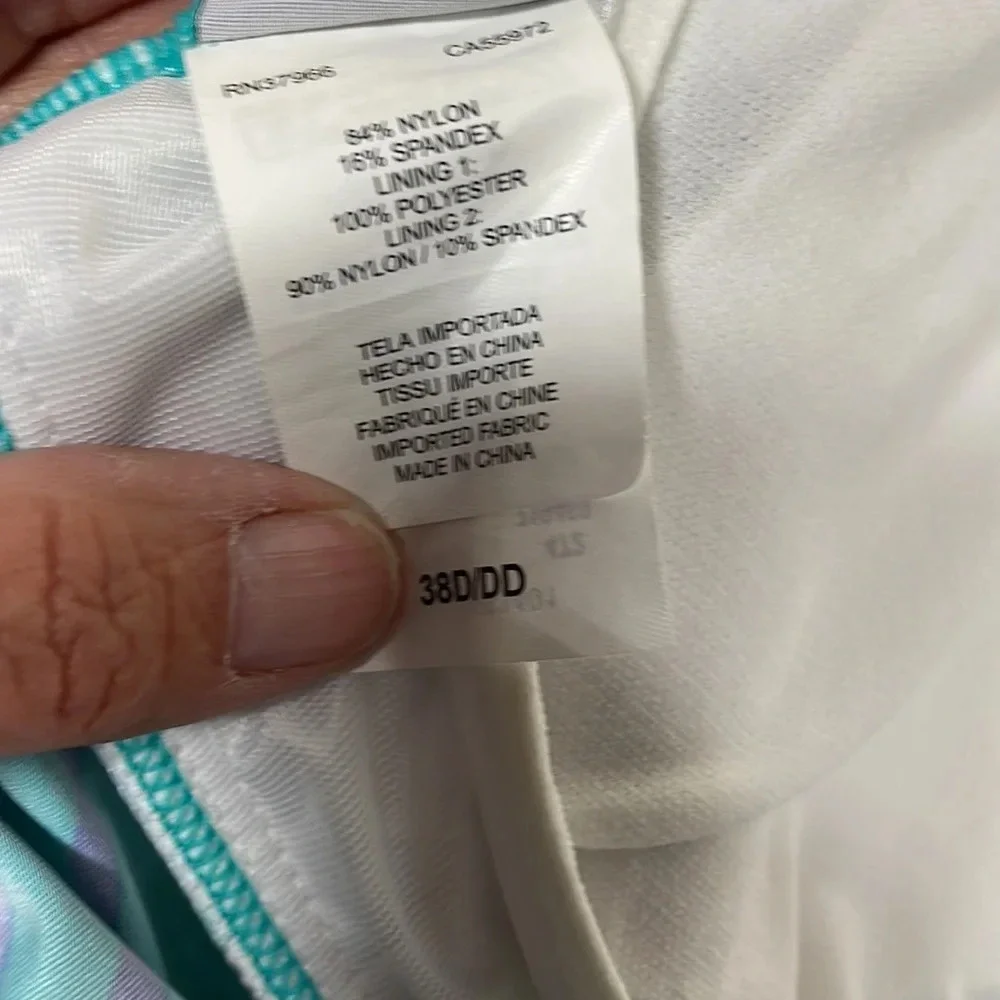 RN37966
CA55972
84% NYLON
16% SPANDEX
LINING 1:
100% POLYESTER
LINING 2:
90% NYLON / 10% SPANDEX
TELA IMPORTADA
HECHO EN CHINA
TISSU IMPORTE
FABRIQUÉ EN CHINE
IMPORTED FABRIC
MADE IN CHINA
38D/DD